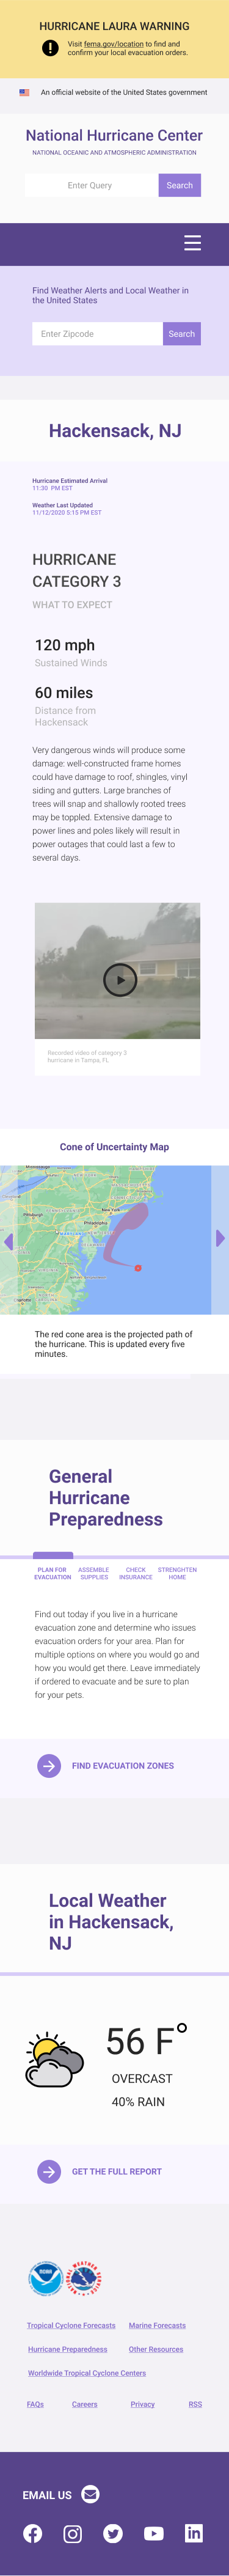 HURRICANE LAURA WARNING
Visit fema.gov/location to find and
confirm your local evacuation orders.
An official website of the United States government
National Hurricane Center
NATIONAL OCEANIC AND ATMOSPHERIC ADMINISTRATION
Enter Query
Search
Find Weather Alerts and Local Weather in
the United States
Enter Zipcode
Search
Hackensack, NJ
Hurricane Estimated Arrival
11:30 PM EST
Weather Last Updated
11/12/2020 5:15 PM EST
HURRICANE
CATEGORY 3
WHAT TO EXPECT
120 mph
Sustained Winds
60 miles
Distance from
Hackensack
Very dangerous winds will produce some
damage: well-constructed frame homes
could have damage to roof, shingles, vinyl
siding and gutters. Large branches of
trees will snap and shallowly rooted trees
may be toppled. Extensive damage to
power lines and poles likely will result in
power outages that could last a few to
several days.
Recorded video of category 3
hurricane in Tampa, FL
Cone of Uncertainty Map
New York
Pittsburgh
Philadelphia
Charlotte
The red cone area is the projected path of
the hurricane. This is updated every five
minutes.
General
Hurricane
Preparedness
PLAN FOR
EVACUATION
ASSEMBLE
SUPPLIES
CHECK
INSURANCE
STRENGHTEN
HOME
Find out today if you live in a hurricane
evacuation zone and determine who issues
evacuation orders for your area. Plan for
multiple options on where you would go and
how you would get there. Leave immediately
if ordered to evacuate and be sure to plan
for your pets.
FIND EVACUATION ZONES
Local Weather
in Hackensack,
NJ
56 F°
OVERCAST
40% RAIN
GET THE FULL REPORT
NOAA
Tropical Cyclone Forecasts
Marine Forecasts
Hurricane Preparedness
Other Resources
Worldwide Tropical Cyclone Centers
FAQs
Careers
Privacy
RSS
EMAIL US